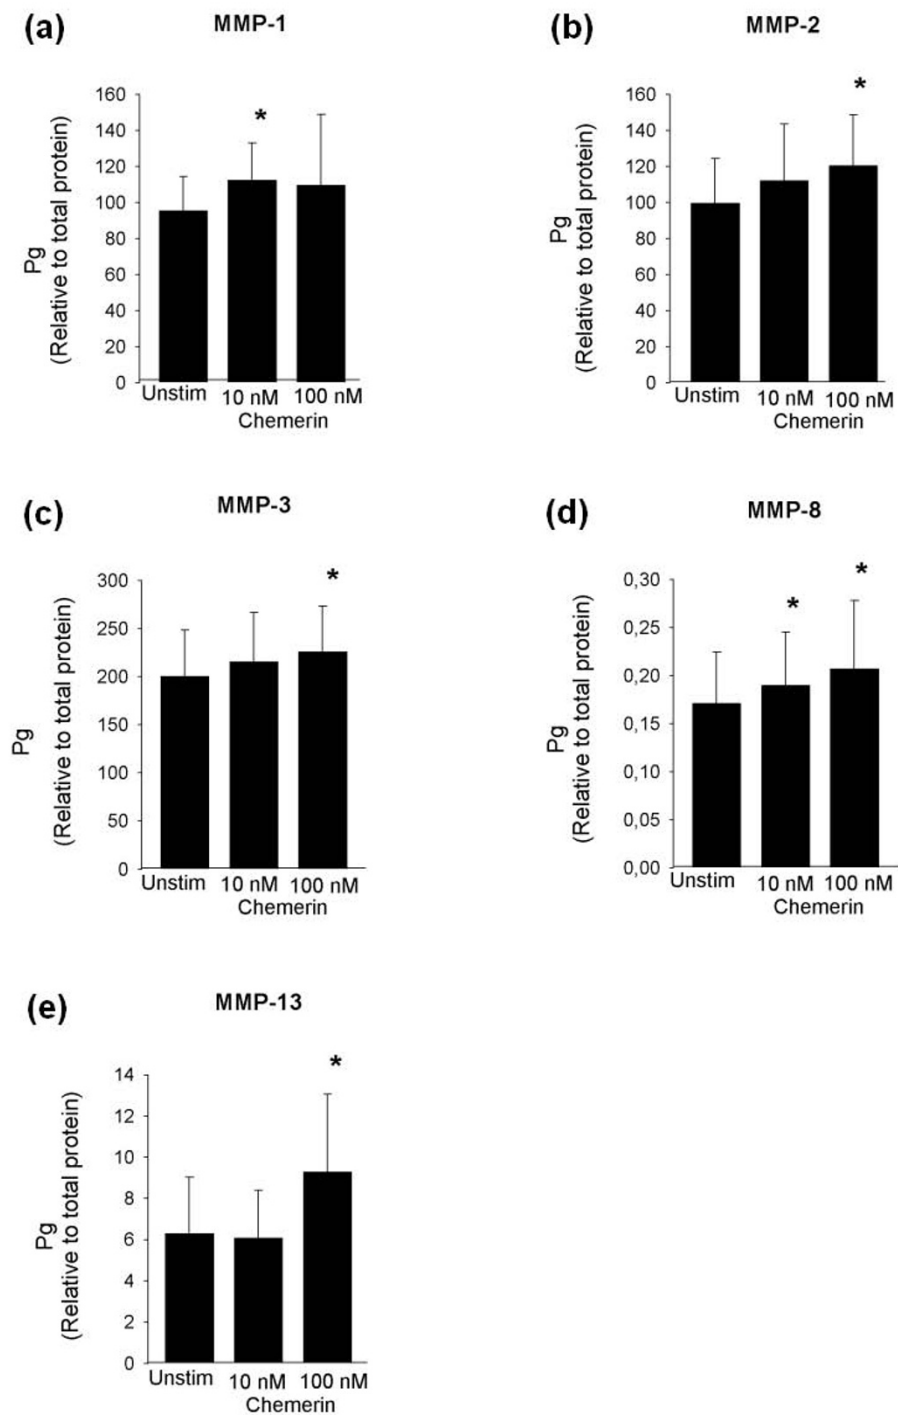 (a) MMP-1
Pg
(Relative to total protein)
160
140
120
100
80
60
40
20
0
Unstim 10 nM 100 nM
Chemerin
(b) MMP-2
Pg
(Relative to total protein)
160
140
120
100
80
60
40
20
0
*
*
Unstim 10 nM 100 nM
Chemerin
(c) MMP-3
Pg
(Relative to total protein)
300
250
200
150
100
50
0
*
Unstim 10 nM 100 nM
Chemerin
(d) MMP-8
Pg
(Relative to total protein)
0,30
0,25
0,20
0,15
0,10
0,05
0,00
* *
Unstim 10 nM 100 nM
Chemerin
(e) MMP-13
Pg
(Relative to total protein)
14
12
10
8
6
4
2
0
*
Unstim 10 nM 100 nM
Chemerin